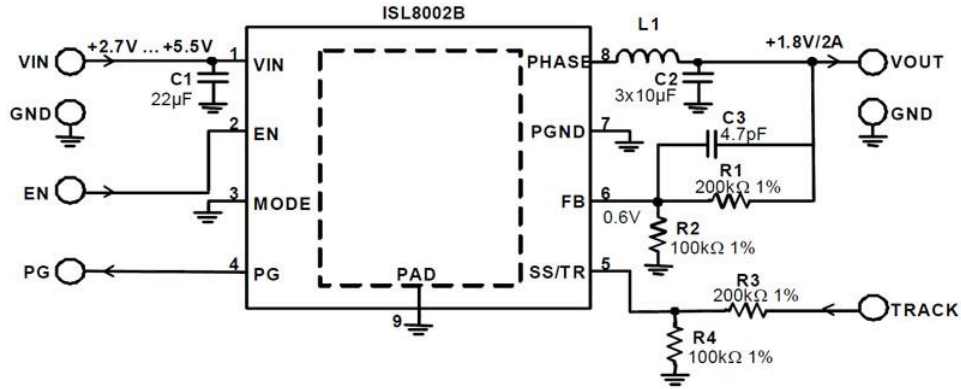 ISL8002B
L1
VIN
+2.7V ... +5.5V
1
VIN
PHASE
8
+1.8V/2A
VOUT
C1
22µF
C2
3x10µF
GND
2
EN
PGND
7
C3
4.7pF
GND
R1
200kΩ 1%
EN
3
MODE
FB
6
0.6V
R2
100kΩ 1%
PG
4
PG
PAD
SS/TR
5
R3
200kΩ 1%
TRACK
9
R4
100kΩ 1%